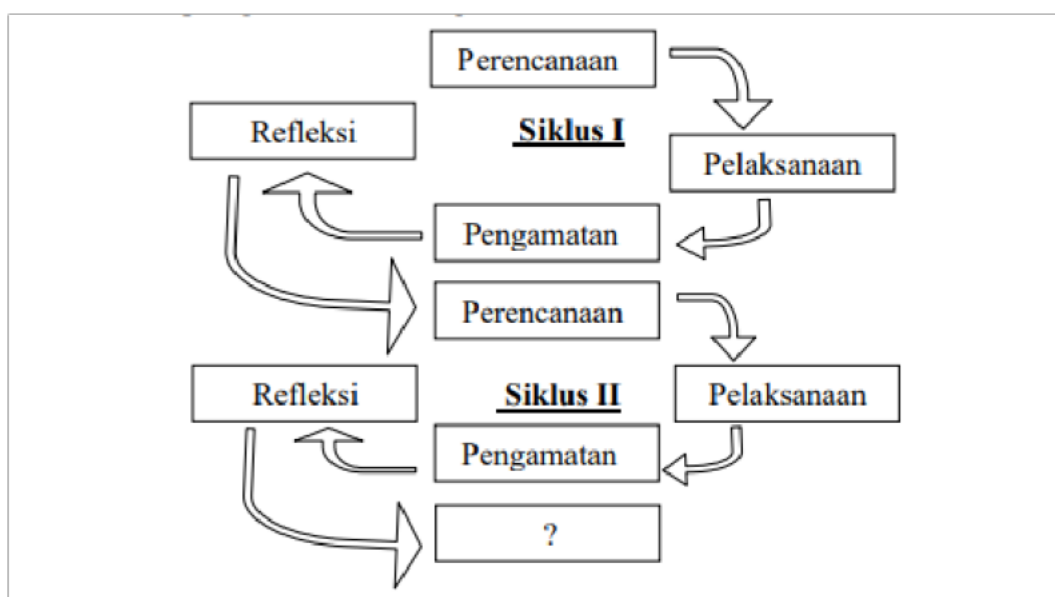 Perencanaan
Refleksi
Siklus I
Pelaksanaan
Pengamatan
Perencanaan
Refleksi
Siklus II
Pelaksanaan
Pengamatan
?